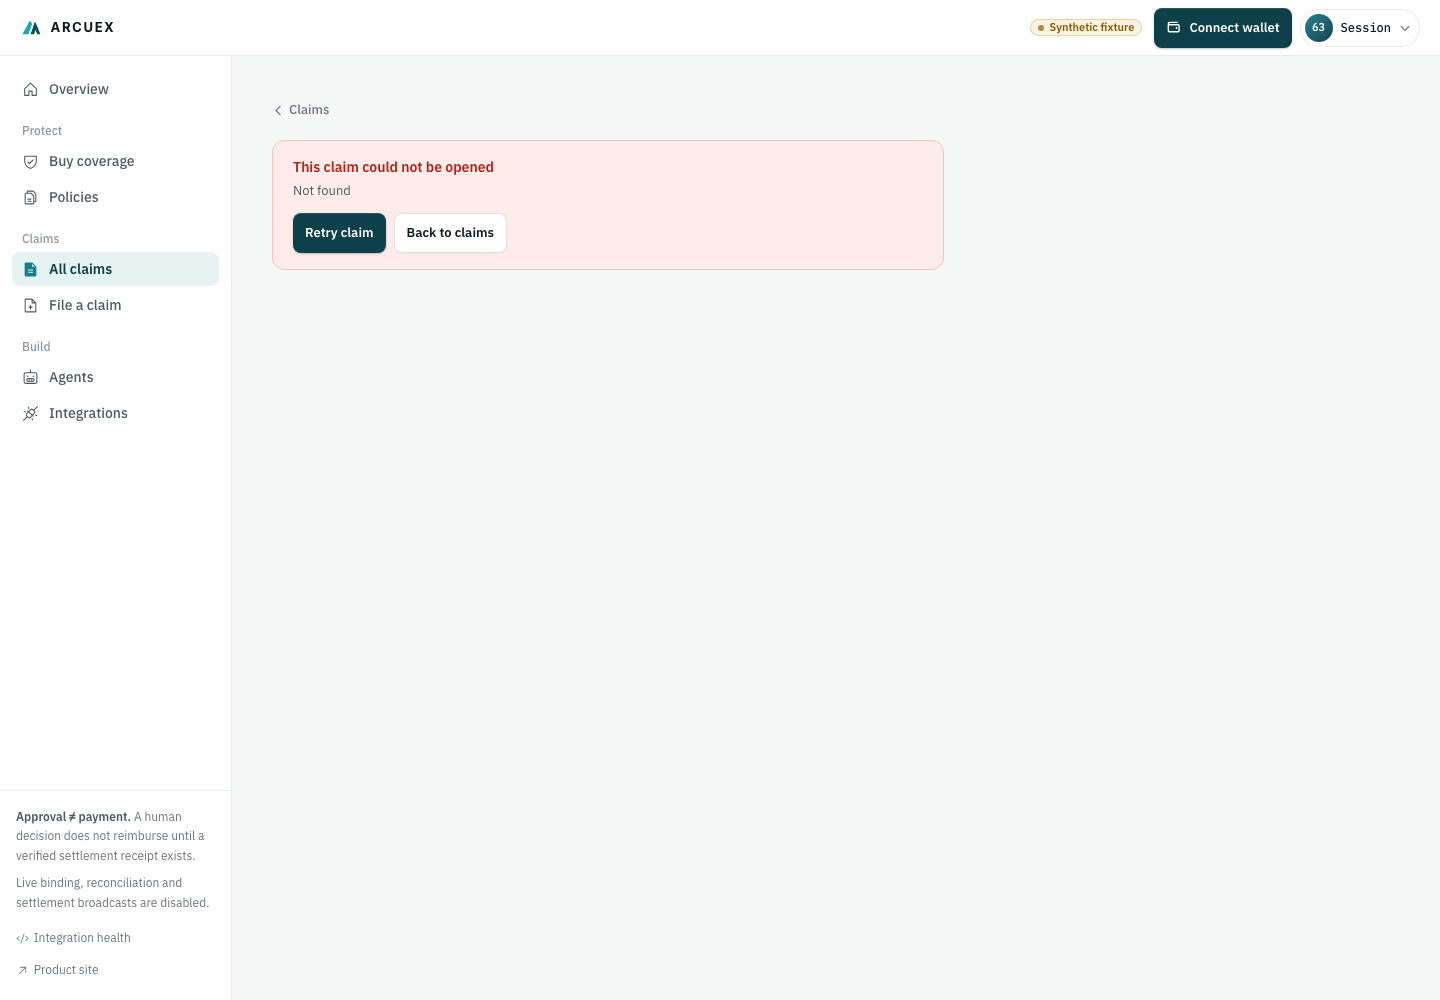 ARCUEX
Synthetic fixture
Connect wallet
63
Session
Overview
Protect
Buy coverage
Policies
Claims
All claims
File a claim
Build
Agents
Integrations
Claims
This claim could not be opened
Not found
Retry claim
Back to claims
Approval ≠ payment. A human
decision does not reimburse until a
verified settlement receipt exists.
Live binding, reconciliation and
settlement broadcasts are disabled.
Integration health
Product site